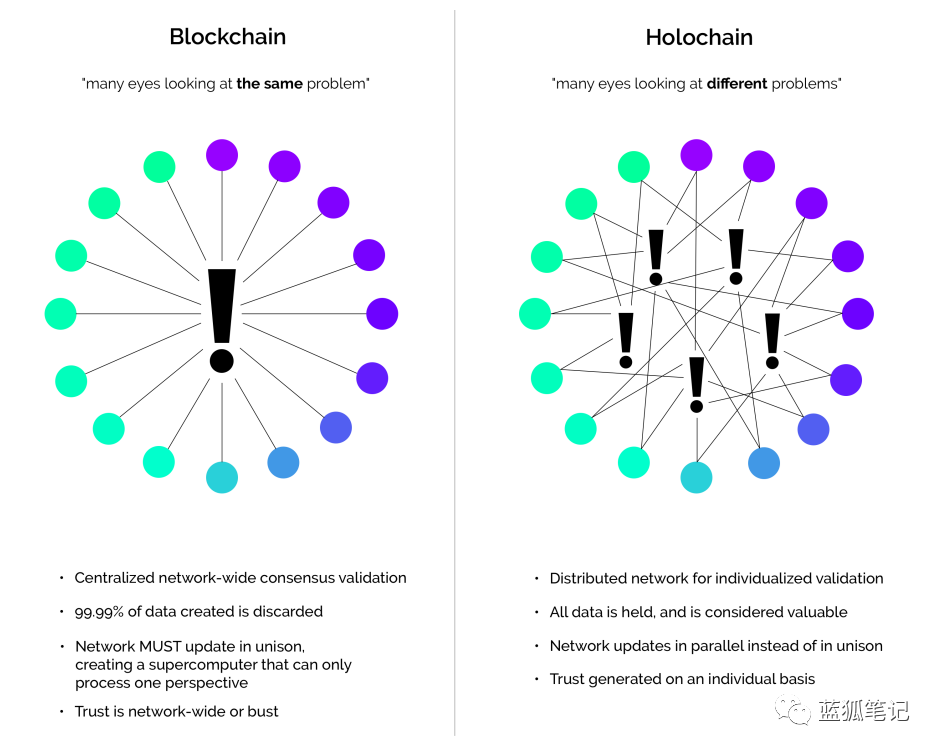 Blockchain
"many eyes looking at the same problem"
!
• Centralized network-wide consensus validation
• 99.99% of data created is discarded
• Network MUST update in unison,
creating a supercomputer that can only
process one perspective
• Trust is network-wide or bust
Holochain
"many eyes looking at different problems"
! !
! !
!
• Distributed network for individualized validation
• All data is held, and is considered valuable
• Network updates in parallel instead of in unison
• Trust generated on an individual basis
蓝狐笔记